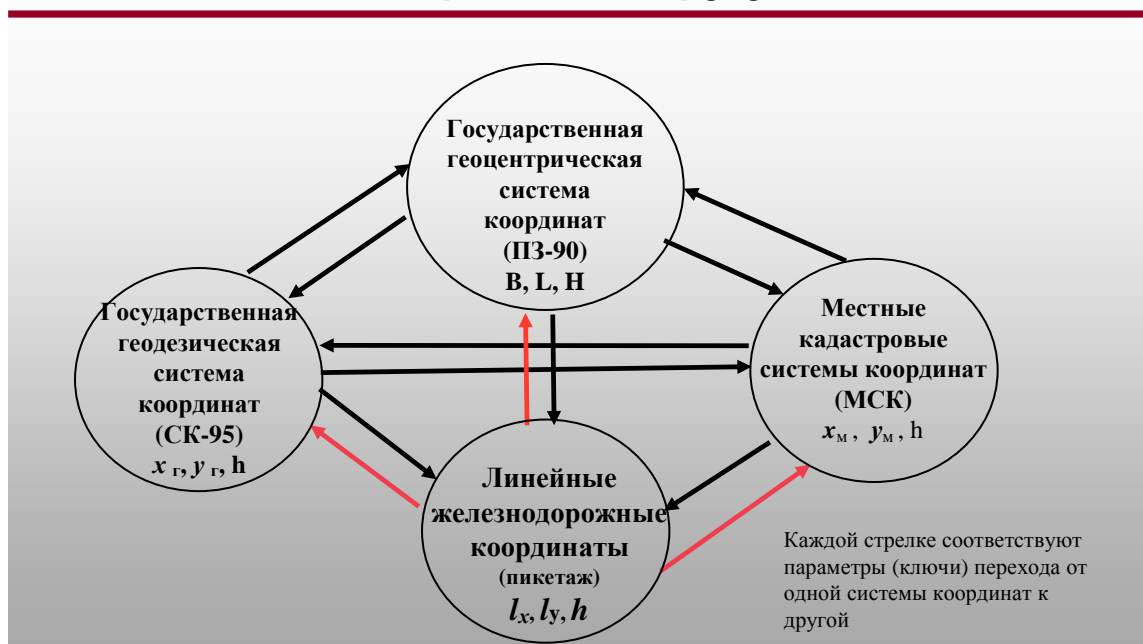 Государственная
геоцентрическая
система
координат
(ПЗ-90)
B, L, H
Государственная
геодезическая
система
координат
(СК-95)
x г, y г, h
Местные
кадастровые
системы координат
(МСК)
xм , yм , h
Линейные
железнодорожные
координаты
(пикетаж)
lx, ly, h
Каждой стрелке соответствуют
параметры (ключи) перехода от
одной системы координат к
другой